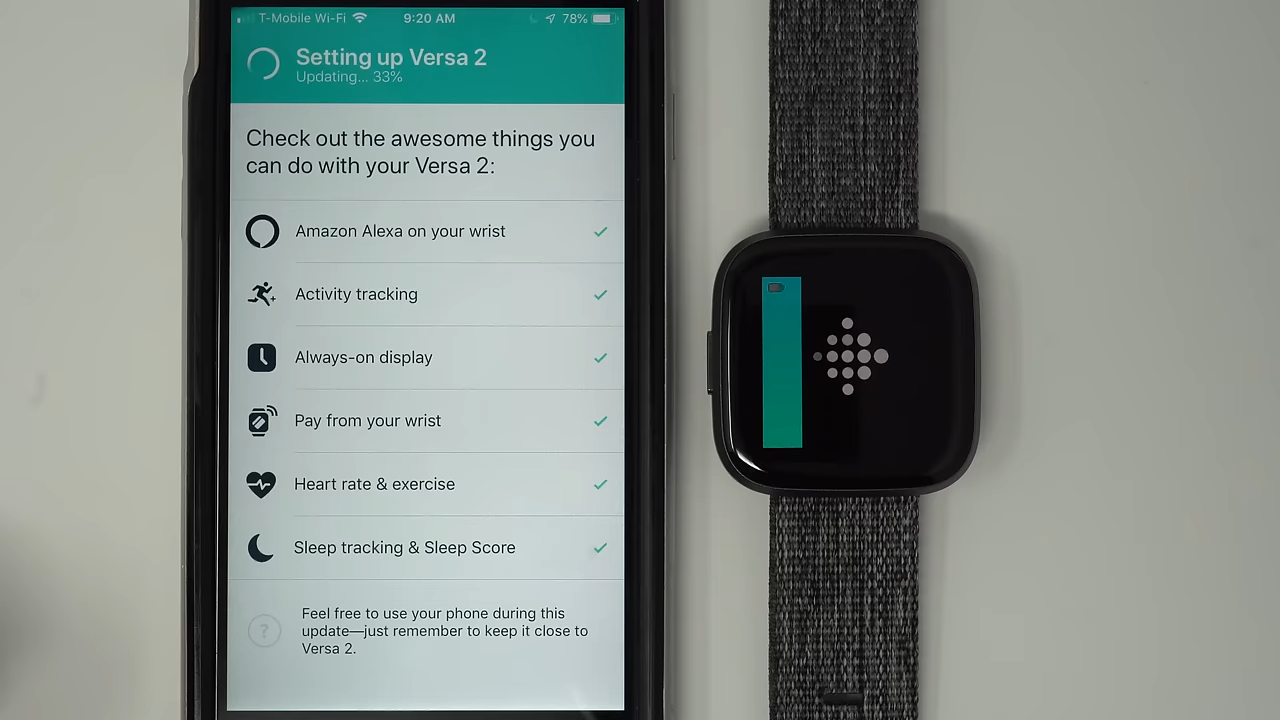 T-Mobile Wi-Fi 9:20 AM 78%
Setting up Versa 2
Updating... 33%
Check out the awesome things you
can do with your Versa 2:
Amazon Alexa on your wrist
Activity tracking
Always-on display
Pay from your wrist
Heart rate & exercise
Sleep tracking & Sleep Score
?
Feel free to use your phone during this
update—just remember to keep it close to
Versa 2.